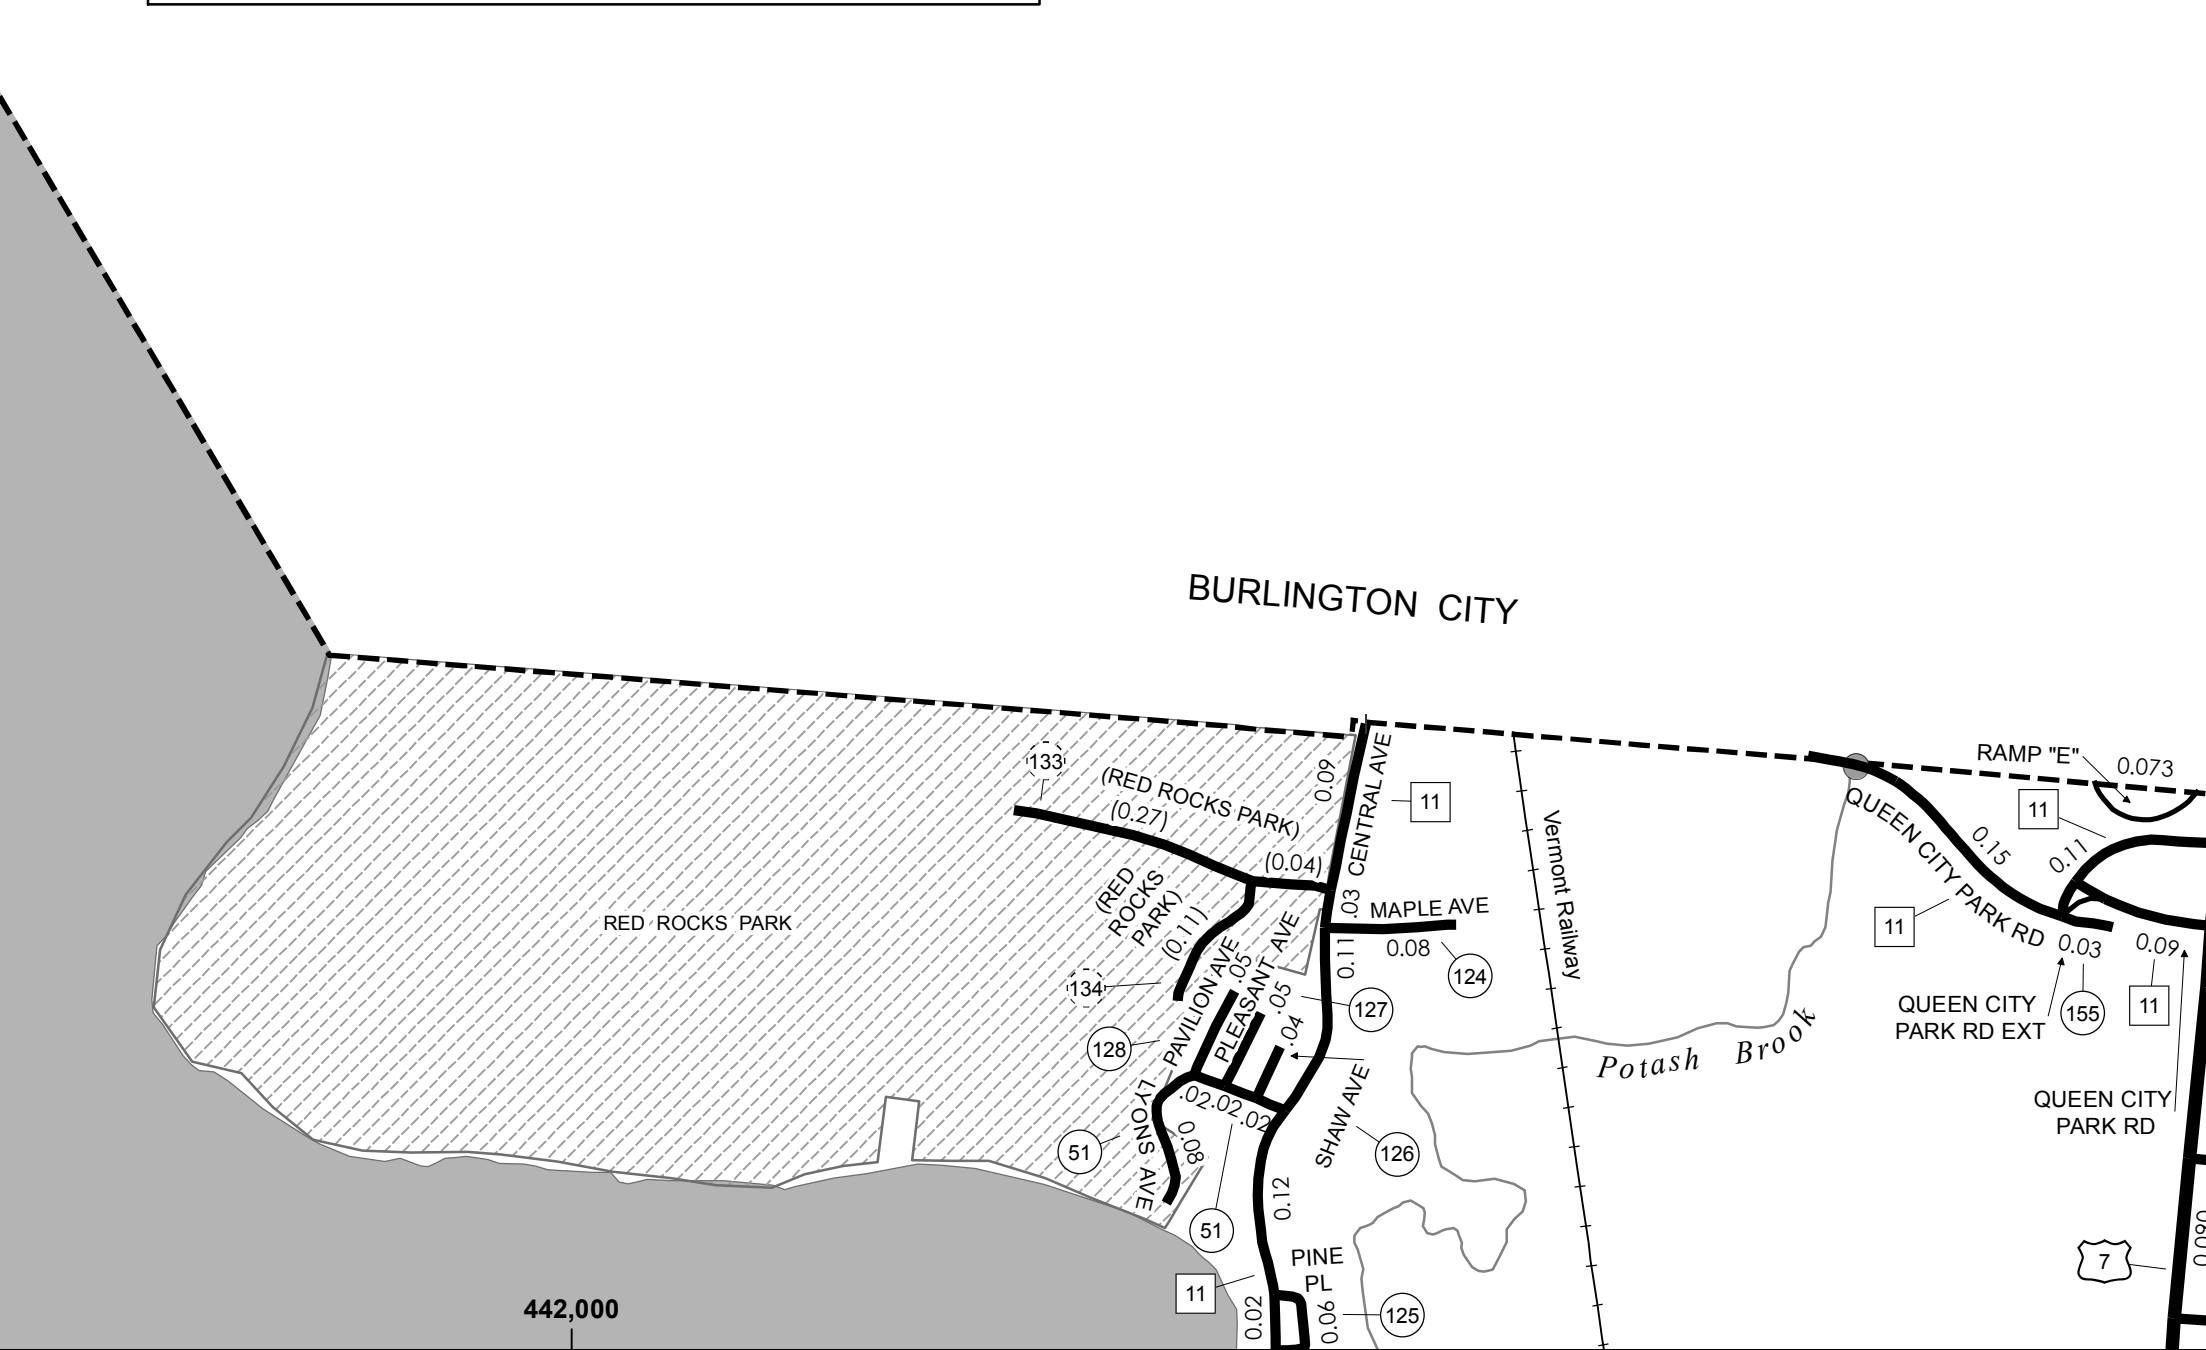 BURLINGTON CITY
RAMP "E"
0.073
133
(RED ROCKS PARK)
(0.27)
0.09
CENTRAL AVE
11
QUEEN CITY PARK RD
0.15
11
0.11
Vermont Railway
(0.04)
(RED
ROCKS
PARK)
(0.11)
.03
MAPLE AVE
0.08
124
RED ROCKS PARK
11
0.03
0.09
0.11
134
PAVILION AVE
.05
PLEASANT AVE
.05
127
.04
QUEEN CITY
PARK RD EXT
155
11
128
Potash Brook
LYONS AVE
.02
.02
.02
SHAW AVE
QUEEN CITY
PARK RD
51
0.08
126
0.12
51
PINE
PL
7
0.060
11
442,000
0.02
0.06
125